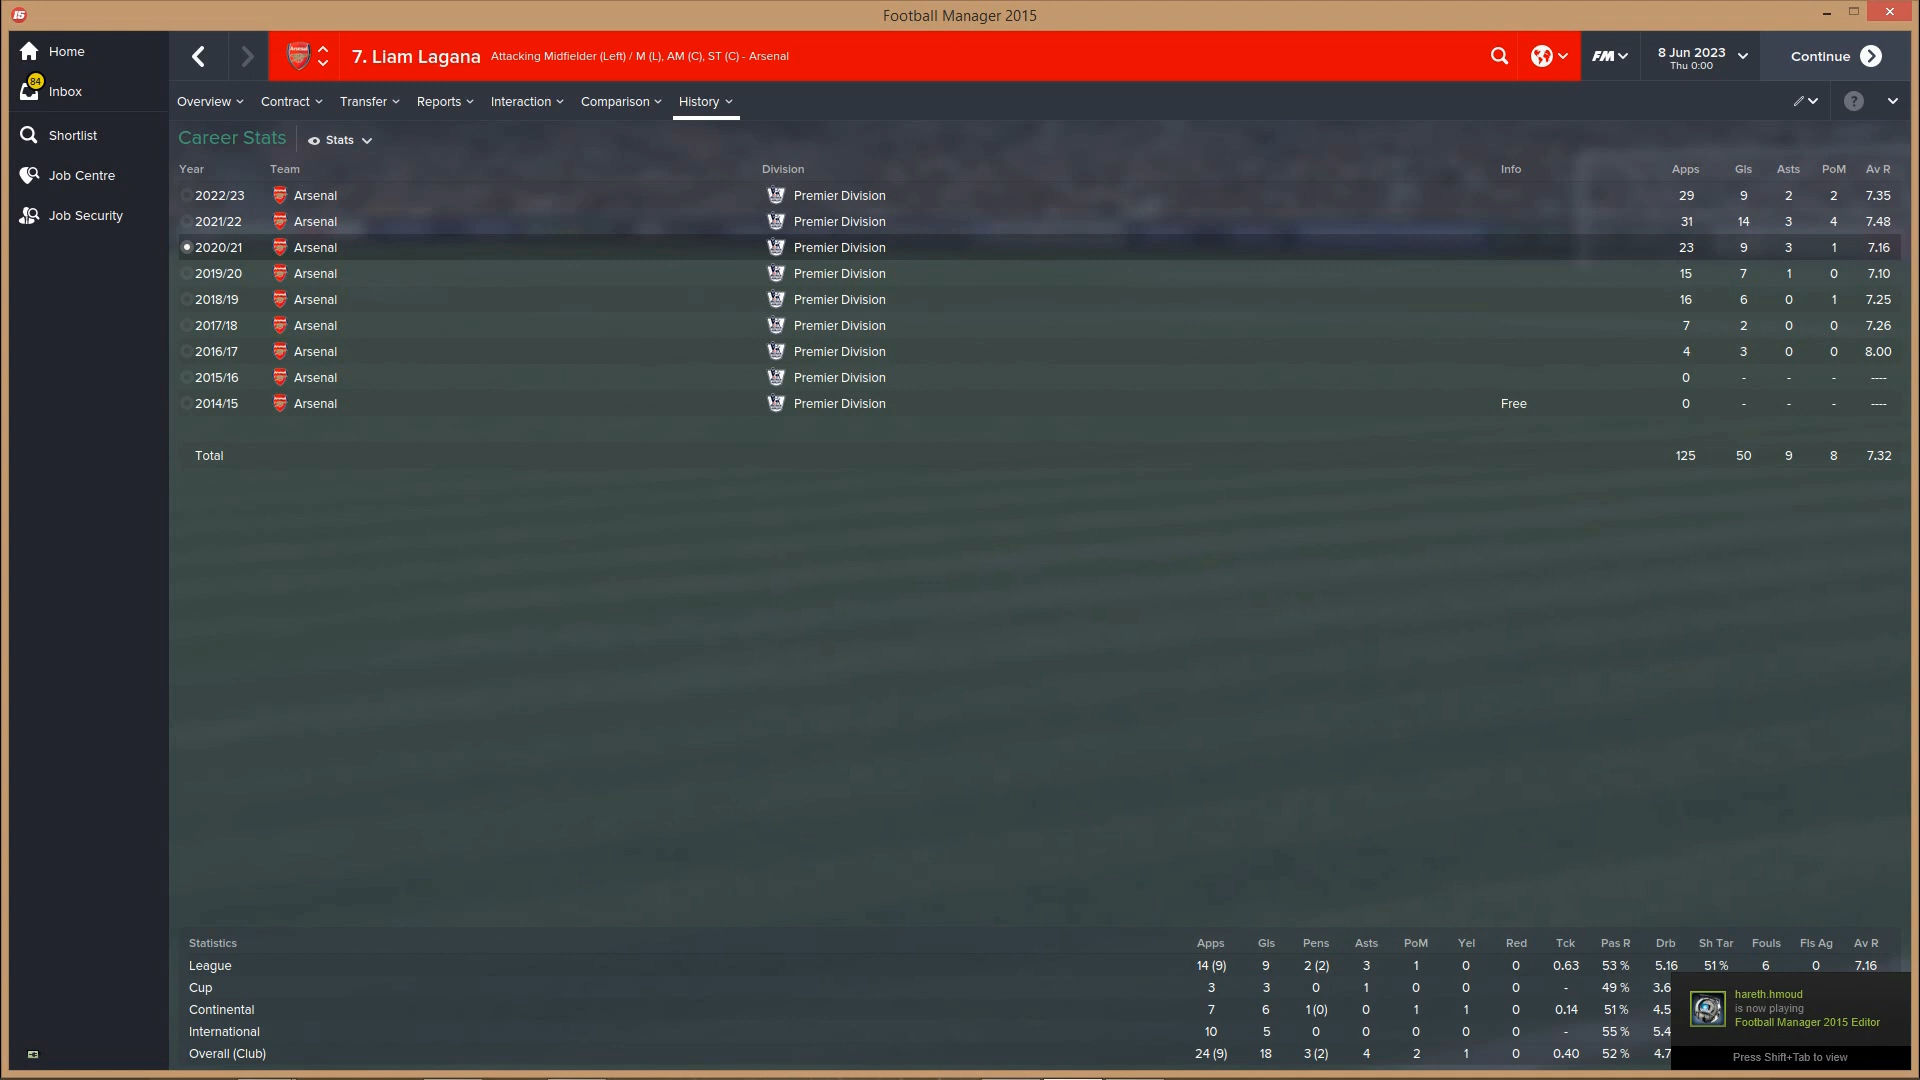 Football Manager 2015
Home
84
Inbox
Shortlist
Job Centre
Job Security
7. Liam Lagana Attacking Midfielder (Left) / M (L), AM (C), ST (C) - Arsenal
FM
8 Jun 2023
Thu 0:00
Continue
Overview Contract Transfer Reports Interaction Comparison History
Career Stats Stats
Year Team Division Info Apps Gls Asts PoM Av R
2022/23 Arsenal Premier Division 29 9 2 2 7.35
2021/22 Arsenal Premier Division 31 14 3 4 7.48
2020/21 Arsenal Premier Division 23 9 3 1 7.16
2019/20 Arsenal Premier Division 15 7 1 0 7.10
2018/19 Arsenal Premier Division 16 6 0 1 7.25
2017/18 Arsenal Premier Division 7 2 0 0 7.26
2016/17 Arsenal Premier Division 4 3 0 0 8.00
2015/16 Arsenal Premier Division 0 - - - ----
2014/15 Arsenal Premier Division Free 0 - - - ----
Total 125 50 9 8 7.32
Statistics Apps Gls Pens Asts PoM Yel Red Tck Pas R Drb Sh Tar Fouls Fls Ag Av R
League 14 (9) 9 2 (2) 3 1 0 0 0.63 53 % 5.16 51 % 6 0 7.16
Cup 3 3 0 1 0 0 0 - 49 % 3.6
Continental 7 6 1 (0) 0 1 1 0 0.14 51 % 4.5
International 10 5 0 0 0 0 0 - 55 % 5.4
Overall (Club) 24 (9) 18 3 (2) 4 2 1 0 0.40 52 % 4.7
hareth.hmoud
is now playing
Football Manager 2015 Editor
Press Shift+Tab to view